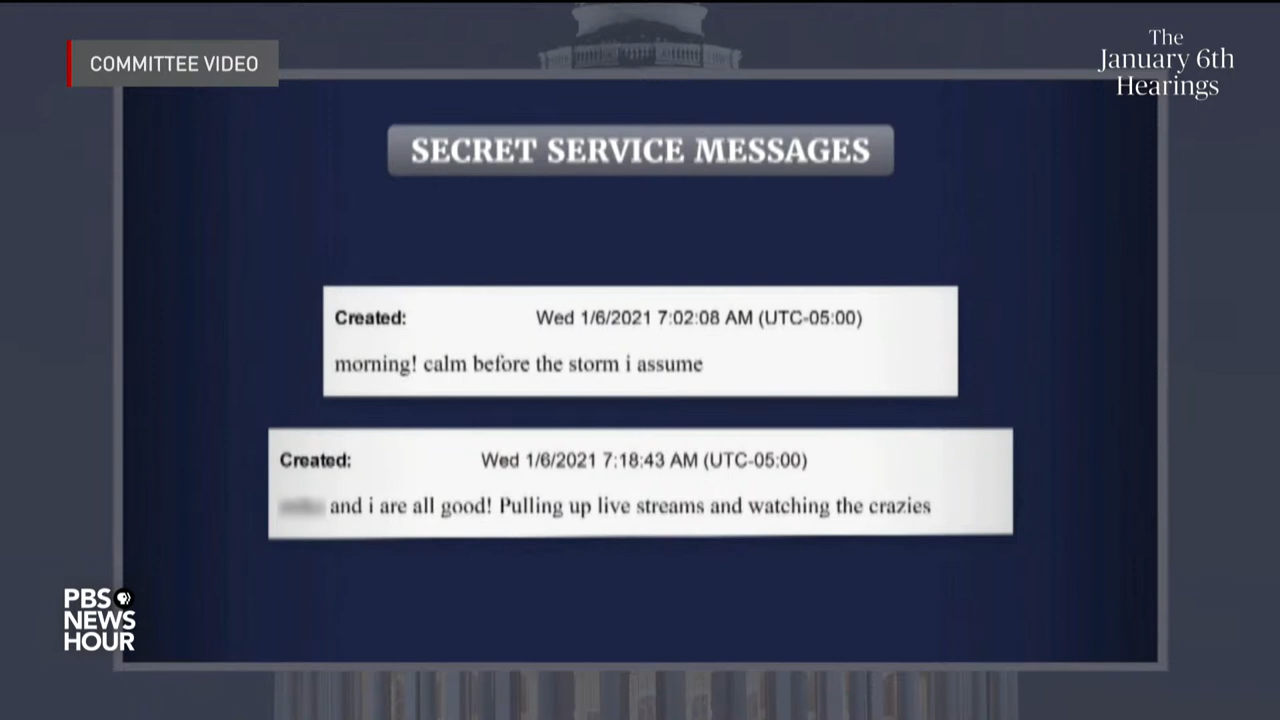 COMMITTEE VIDEO
The
January 6th
Hearings
SECRET SERVICE MESSAGES
Created: Wed 1/6/2021 7:02:08 AM (UTC-05:00)
morning! calm before the storm i assume
Created: Wed 1/6/2021 7:18:43 AM (UTC-05:00)
and i are all good! Pulling up live streams and watching the crazies
PBS
NEWS
HOUR